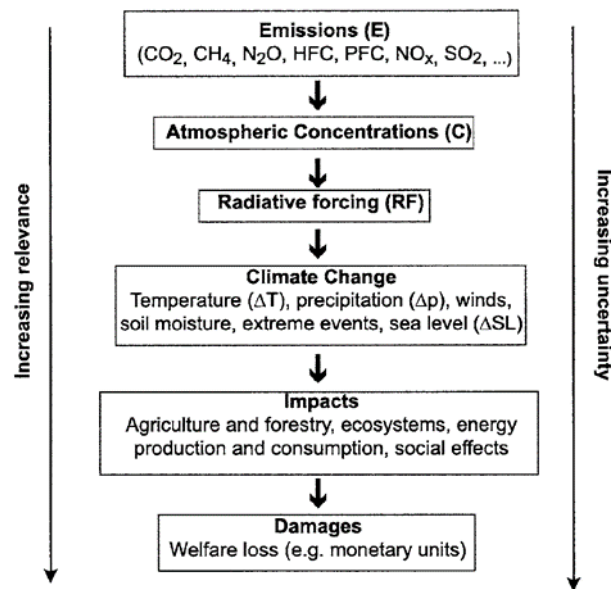 Emissions (E)
(CO₂, CH₄, N₂O, HFC, PFC, NOₓ, SO₂, ...)
Atmospheric Concentrations (C)
Radiative forcing (RF)
Climate Change
Temperature (ΔT), precipitation (Δp), winds,
soil moisture, extreme events, sea level (ΔSL)
Impacts
Agriculture and forestry, ecosystems, energy
production and consumption, social effects
Damages
Welfare loss (e.g. monetary units)
Increasing relevance
Increasing uncertainty